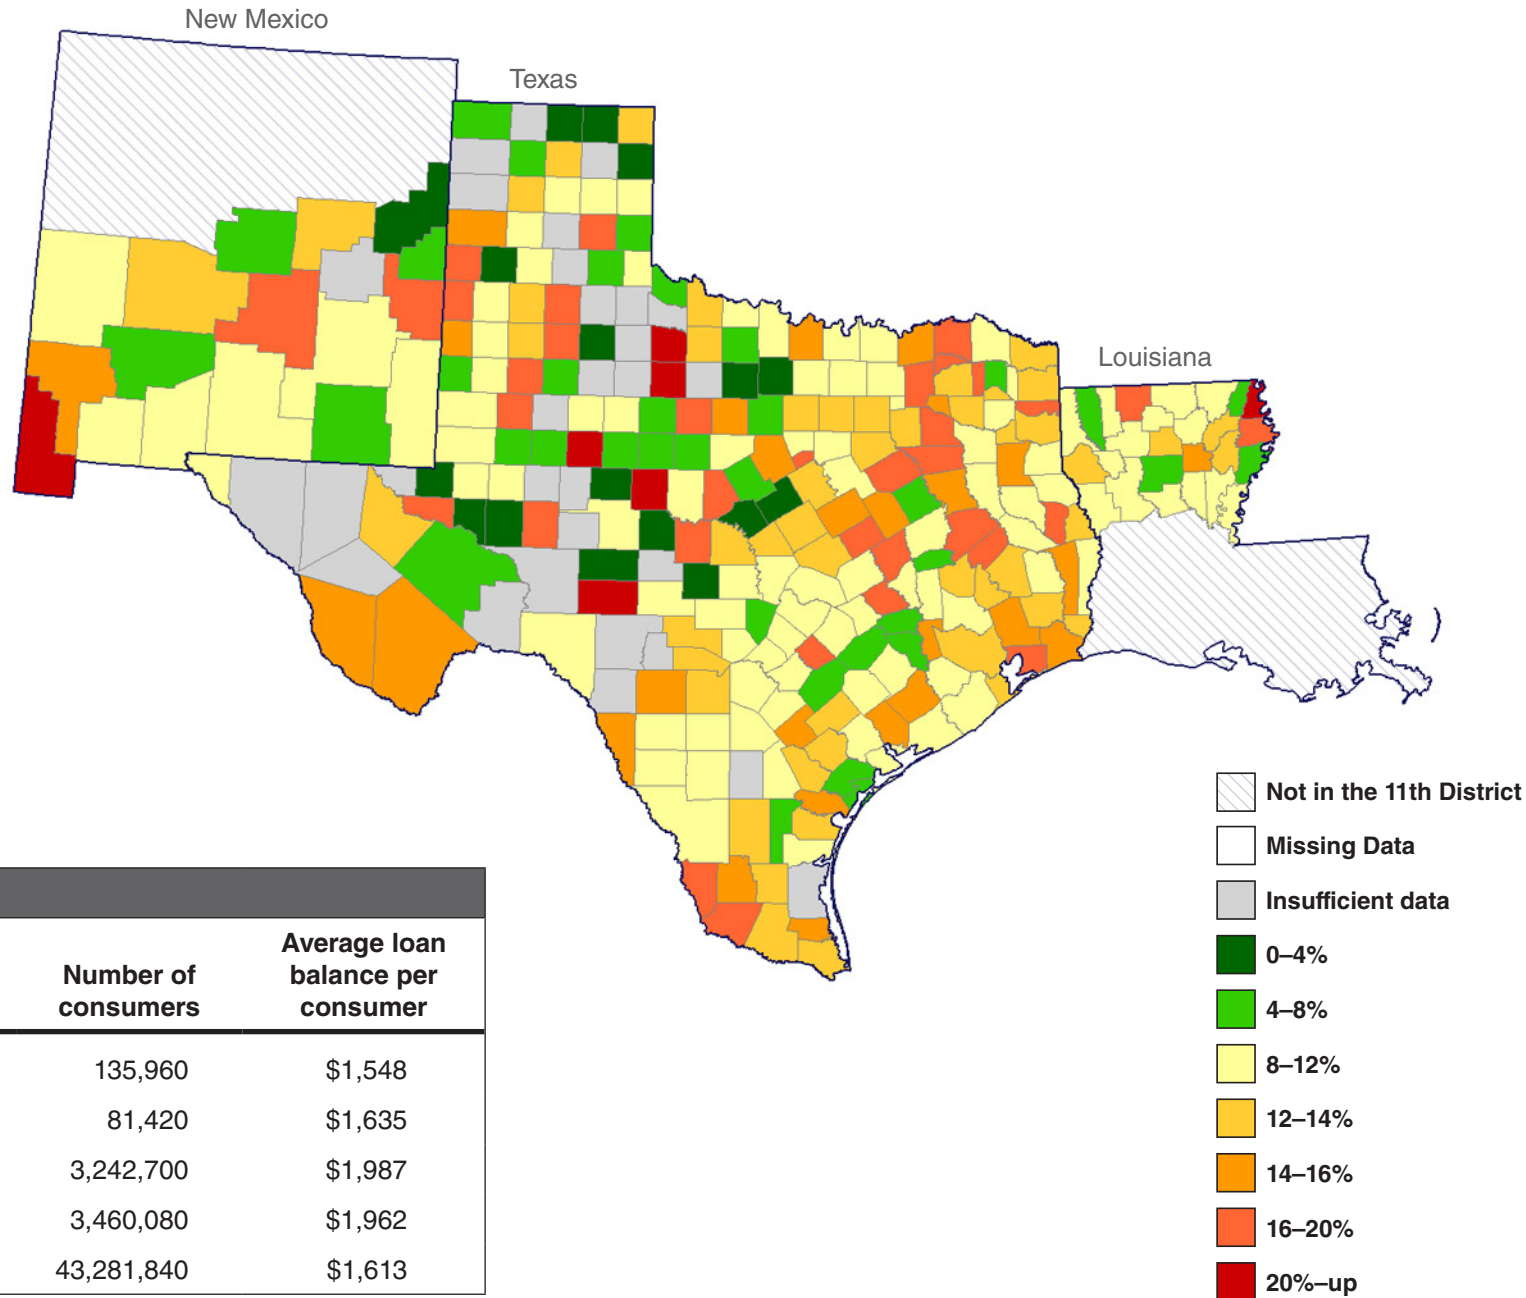 New Mexico
Texas
Louisiana
Not in the 11th District
Missing Data
Insufficient data
0–4%
4–8%
8–12%
12–14%
14–16%
16–20%
20%–up
Number of
consumers
Average loan
balance per
consumer
135,960 $1,548
81,420 $1,635
3,242,700 $1,987
3,460,080 $1,962
43,281,840 $1,613